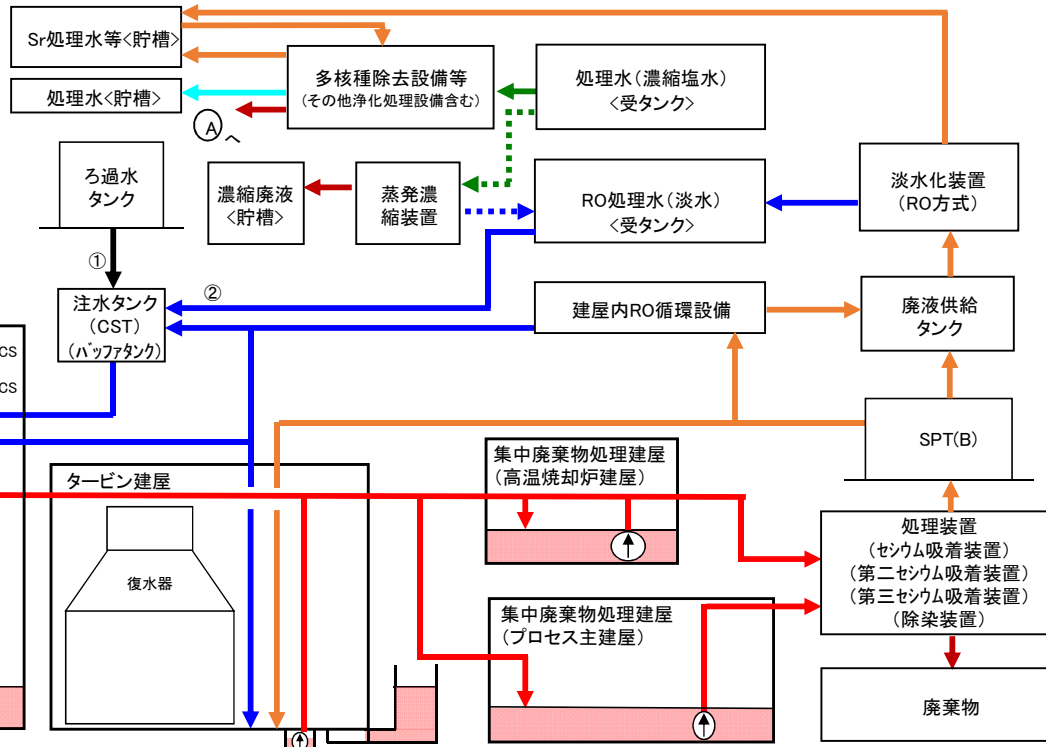 Sr処理水等<貯槽>
多核種除去設備等
(その他浄化処理設備含む)
処理水(濃縮塩水)
<受タンク>
処理水<貯槽>
Aへ
ろ過水
タンク
濃縮廃液
<貯槽>
蒸発濃
縮装置
RO処理水(淡水)
<受タンク>
淡水化装置
(RO方式)
①
②
注水タンク
(CST)
(バッファタンク)
建屋内RO循環設備
廃液供給
タンク
CS
CS
SPT(B)
タービン建屋
復水器
集中廃棄物処理建屋
(高温焼却炉建屋)
処理装置
(セシウム吸着装置)
(第二セシウム吸着装置)
(第三セシウム吸着装置)
(除染装置)
集中廃棄物処理建屋
(プロセス主建屋)
廃棄物